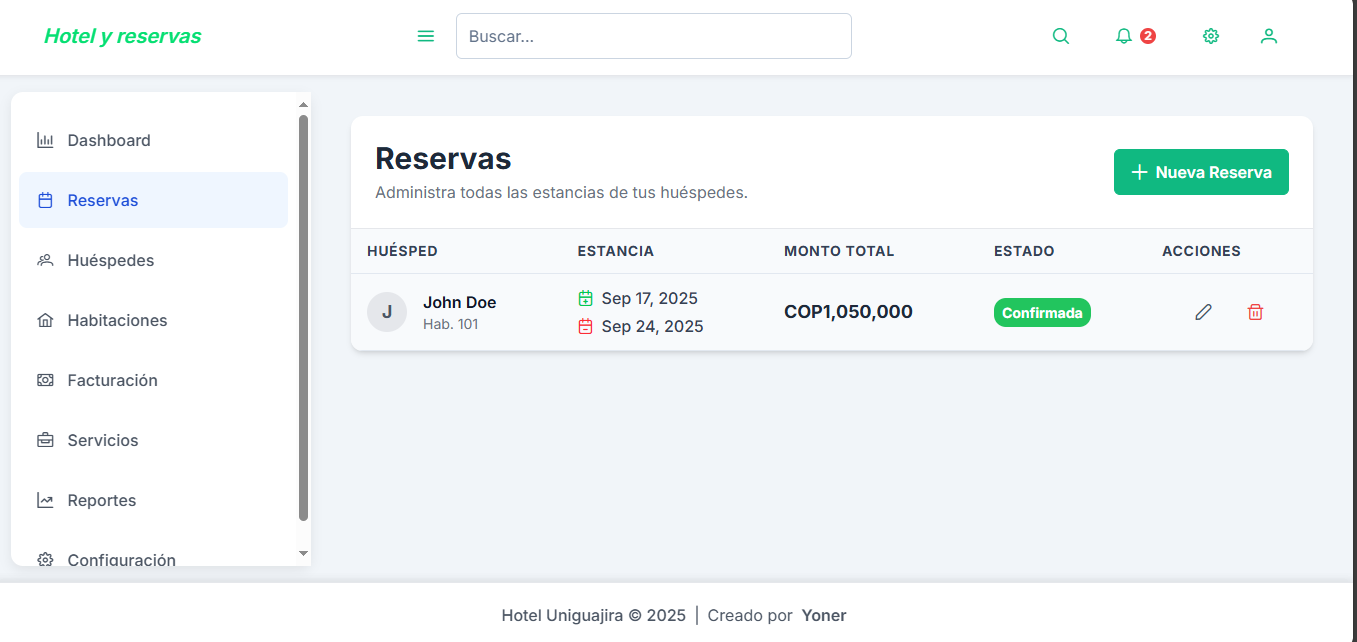 Hotel y reservas
Buscar...
2
Dashboard
Reservas
Huéspedes
Habitaciones
Facturación
Servicios
Reportes
Configuración
Reservas
Administra todas las estancias de tus huéspedes.
Nueva Reserva
HUÉSPED ESTANCIA MONTO TOTAL ESTADO ACCIONES
J
John Doe
Hab. 101
Sep 17, 2025
Sep 24, 2025
COP1,050,000
Confirmada
Hotel Uniguajira © 2025 | Creado por Yoner